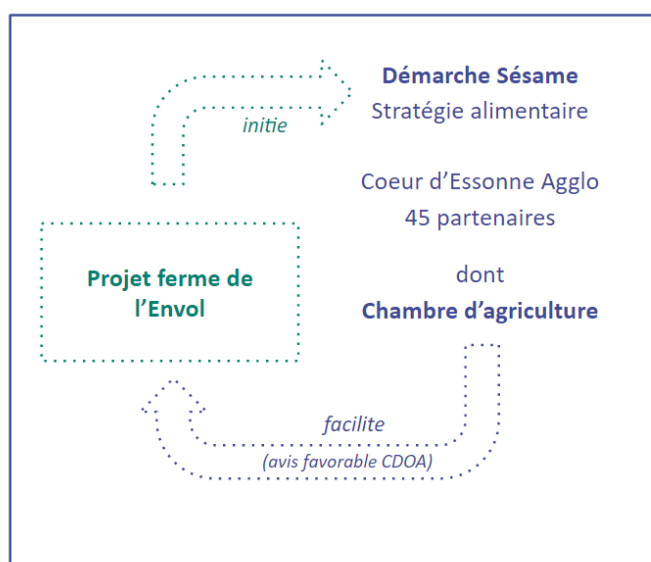 Démarche Sésame
Stratégie alimentaire
initie
Coeur d'Essonne Agglo
45 partenaires
Projet ferme de
l'Envol
dont
Chambre d'agriculture
facilite
(avis favorable CDOA)